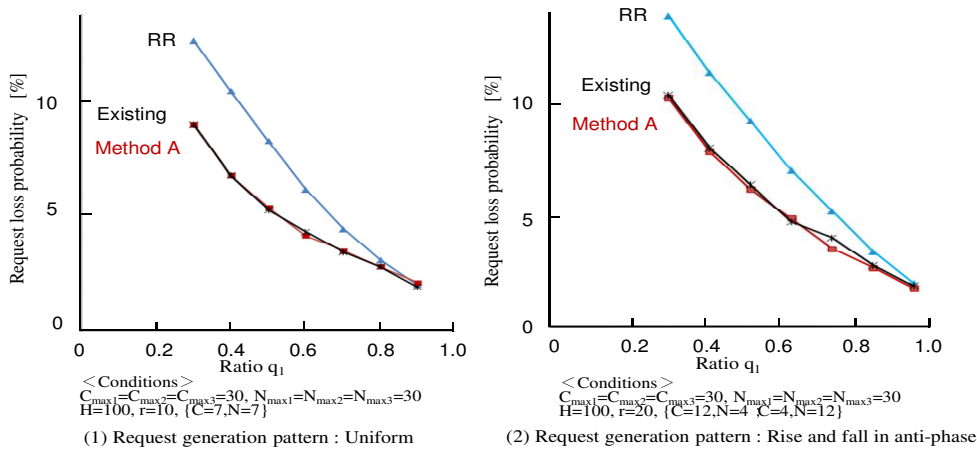 RR
Existing
Method A
Request loss probability [%]
10
5
0
0
0.2
0.4
0.6
0.8
1.0
Ratio q1
<Conditions>
Cmax1=Cmax2=Cmax3=30, Nmax1=Nmax2=Nmax3=30
H=100, r=10, {C=7,N=7}
(1) Request generation pattern : Uniform
RR
Existing
Method A
Request loss probability [%]
10
5
0
0
0.2
0.4
0.6
0.8
1.0
Ratio q1
<Conditions>
Cmax1=Cmax2=Cmax3=30, Nmax1=Nmax2=Nmax3=30
H=100, r=20, {C=12,N=4 ;C=4,N=12}
(2) Request generation pattern : Rise and fall in anti-phase